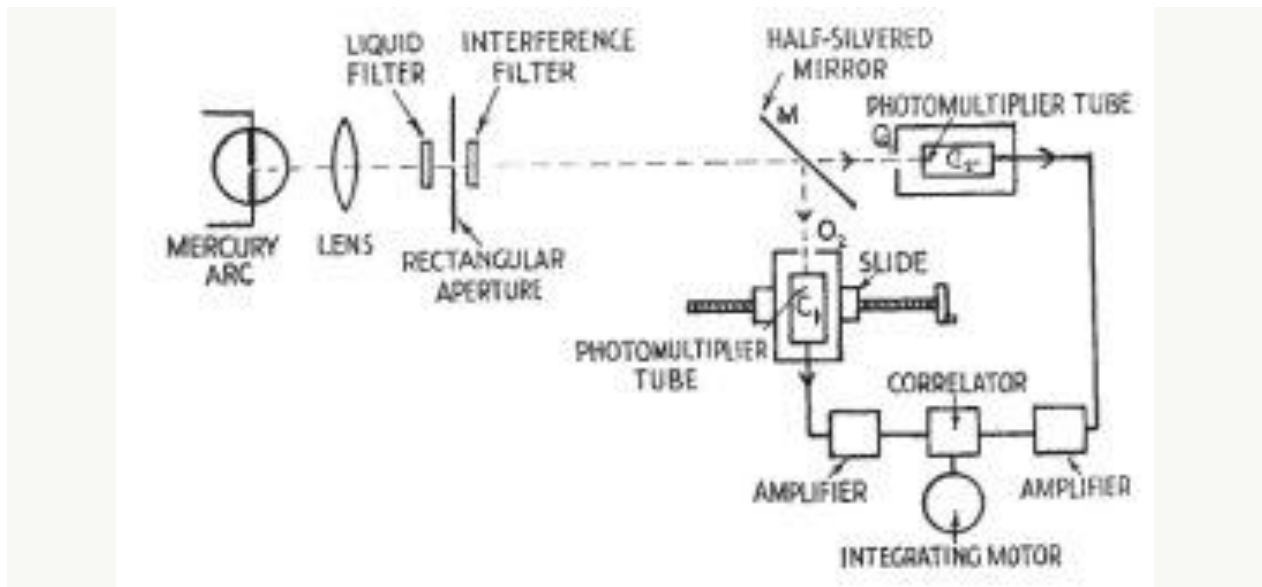 LIQUID
FILTER
INTERFERENCE
FILTER
HALF-SILVERED
MIRROR
M
PHOTOMULTIPLIER TUBE
MERCURY
ARC
LENS
RECTANGULAR
APERTURE
O2
SLIDE
C1
PHOTOMULTIPLIER
TUBE
CORRELATOR
AMPLIFIER
AMPLIFIER
INTEGRATING MOTOR